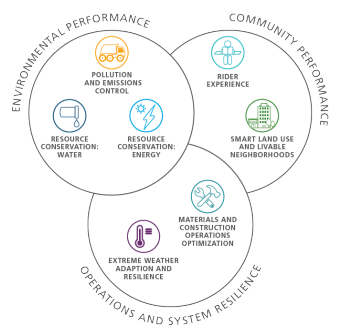 ENVIRONMENTAL PERFORMANCE
COMMUNITY PERFORMANCE
POLLUTION
AND EMISSIONS
CONTROL
RIDER
EXPERIENCE
RESOURCE
CONSERVATION:
WATER
RESOURCE
CONSERVATION:
ENERGY
SMART LAND USE
AND LIVABLE
NEIGHBORHOODS
MATERIALS AND
CONSTRUCTION
OPERATIONS
OPTIMIZATION
EXTREME WEATHER
ADAPTION AND
RESILIENCE
OPERATIONS AND SYSTEM RESILIENCE